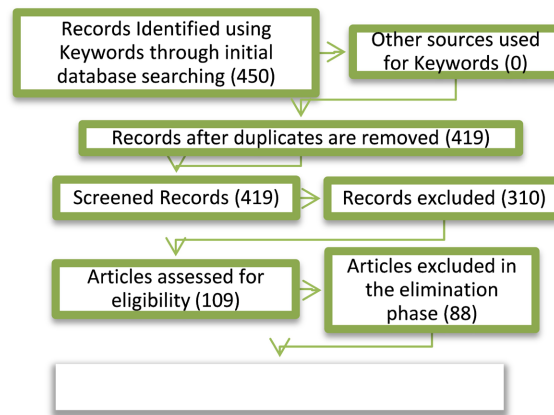 Records Identified using
Keywords through initial
database searching (450)
Other sources used
for Keywords (0)
Records after duplicates are removed (419)
Screened Records (419)
Records excluded (310)
Articles assessed for
eligibility (109)
Articles excluded in
the elimination
phase (88)